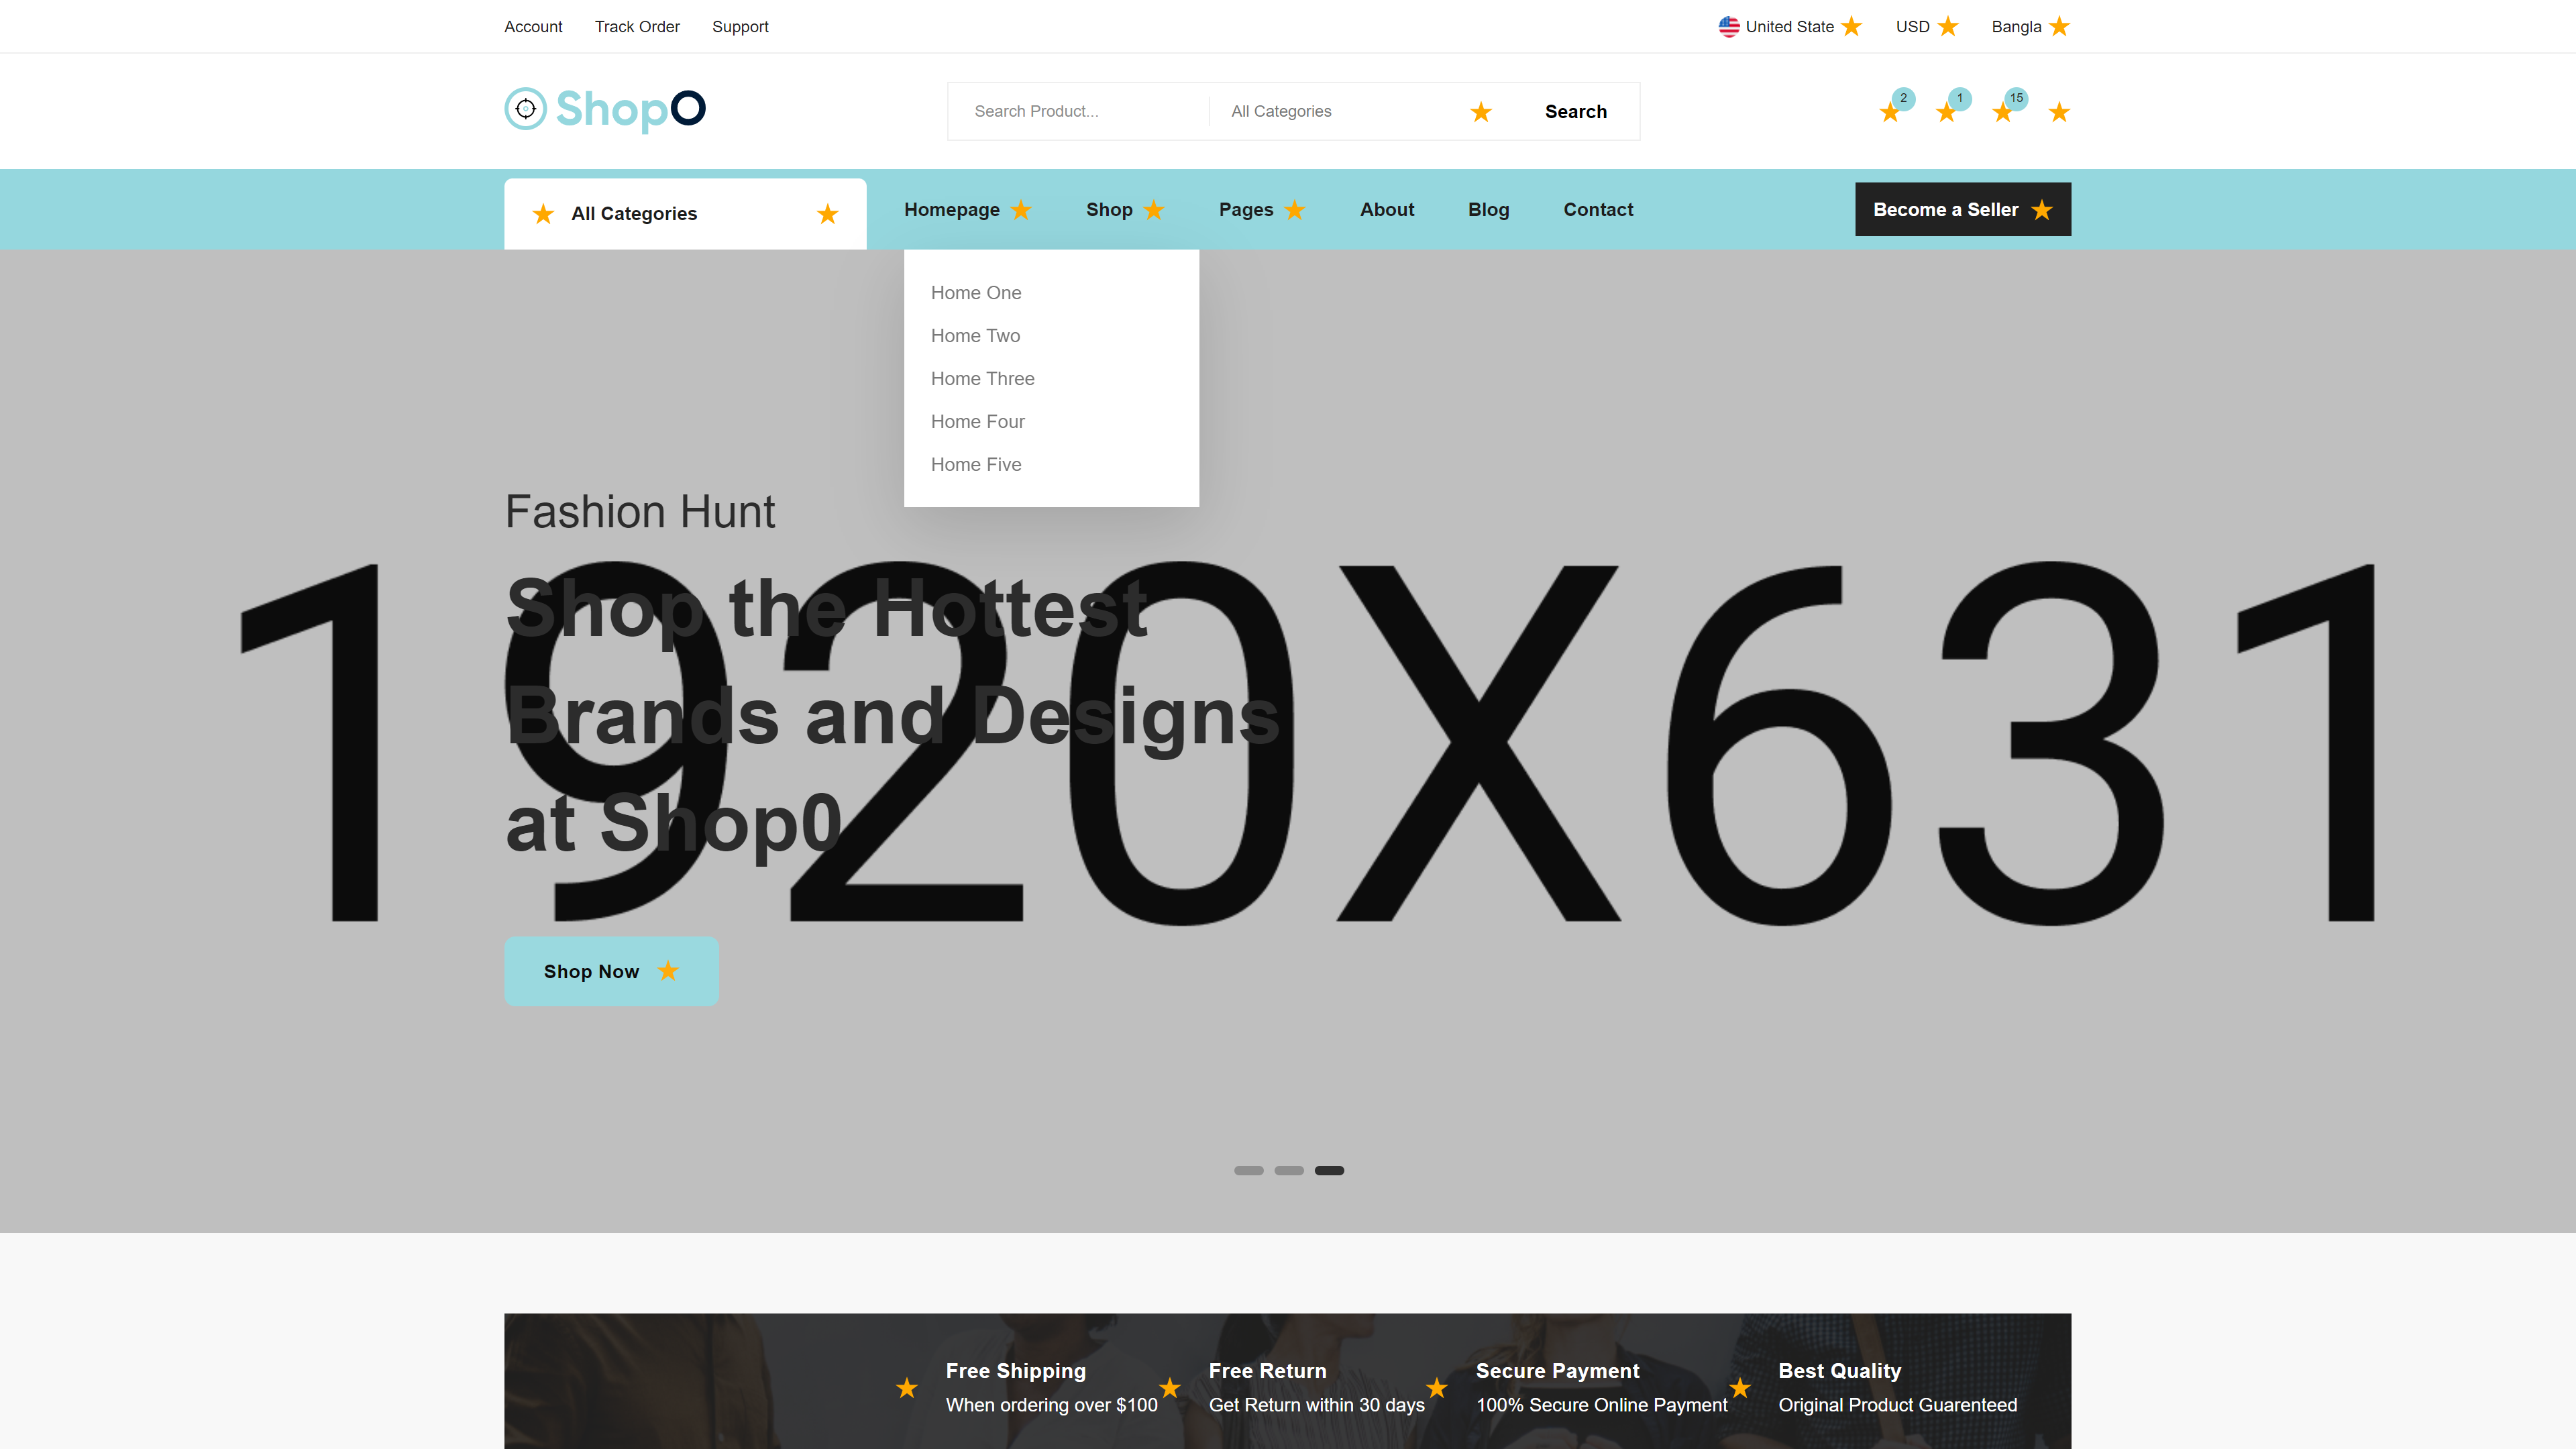 Account Track Order Support
United State USD Bangla
ShopO
Search Product... All Categories Search
2 1 15
All Categories
Homepage Shop Pages About Blog Contact
Become a Seller
Home One
Home Two
Home Three
Home Four
Home Five
Fashion Hunt
1920X631
Shop the Hottest
Brands and Designs
at Shop0
Shop Now
Free Shipping
When ordering over $100
Free Return
Get Return within 30 days
Secure Payment
100% Secure Online Payment
Best Quality
Original Product Guarenteed